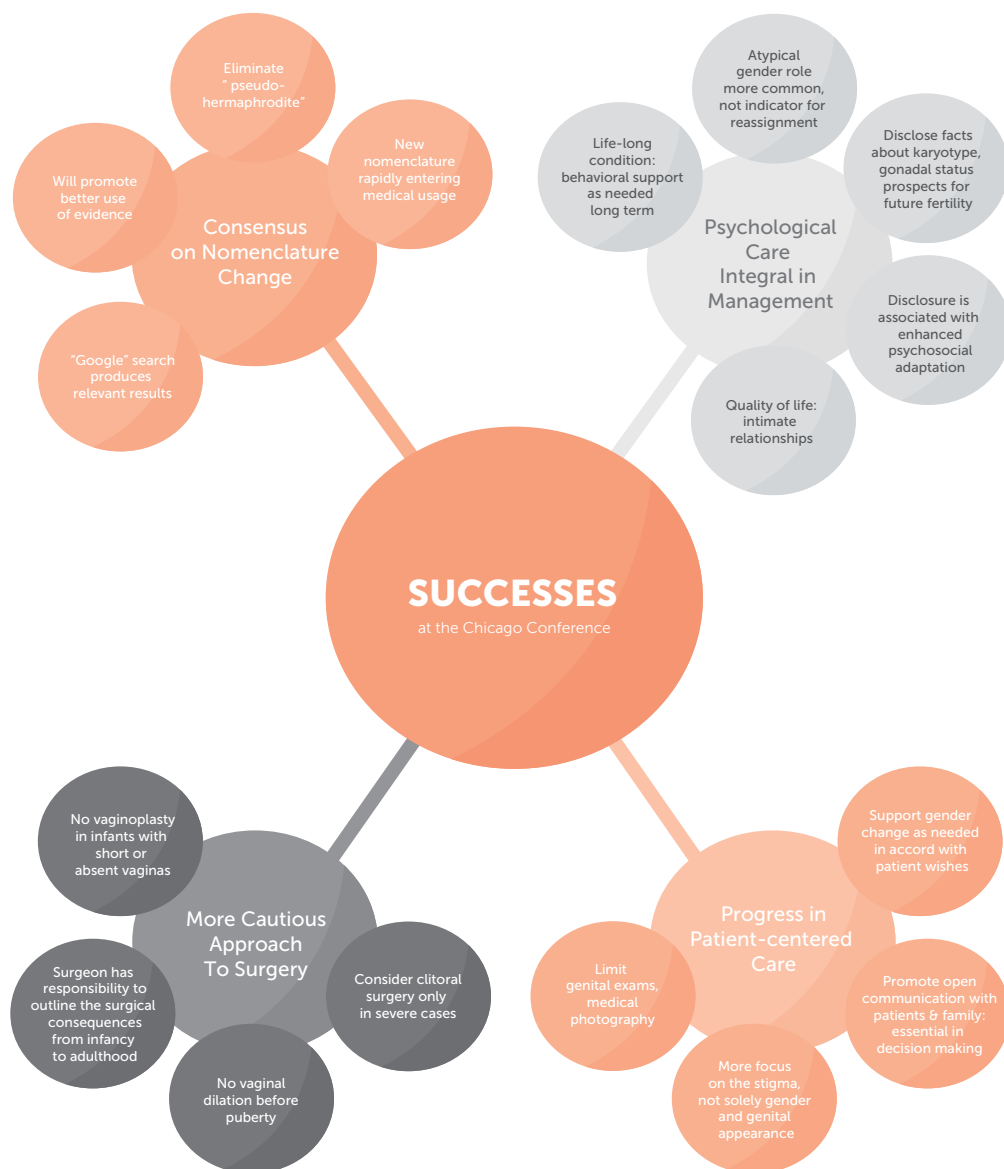 Eliminate
" pseudo-
hermaphrodite"
New
nomenclature
rapidly entering
medical usage
Will promote
better use
of evidence
Consensus
on Nomenclature
Change
"Google" search
produces
relevant results
Atypical
gender role
more common,
not indicator for
reassignment
Life-long
condition:
behavioral support
as needed
long term
Disclose facts
about karyotype,
gonadal status
prospects for
future fertility
Psychological
Care
Integral in
Management
Disclosure is
associated with
enhanced
psychosocial
adaptation
Quality of life:
intimate
relationships
SUCCESSES
at the Chicago Conference
No vaginoplasty
in infants with
short or
absent vaginas
More Cautious
Approach
To Surgery
Surgeon has
responsibility to
outline the surgical
consequences
from infancy
to adulthood
Consider clitoral
surgery only
in severe cases
No vaginal
dilation before
puberty
Support gender
change as needed
in accord with
patient wishes
Progress in
Patient-centered
Care
Limit
genital exams,
medical
photography
Promote open
communication with
patients & family:
essential in
decision making
More focus
on the stigma,
not solely gender
and genital
appearance